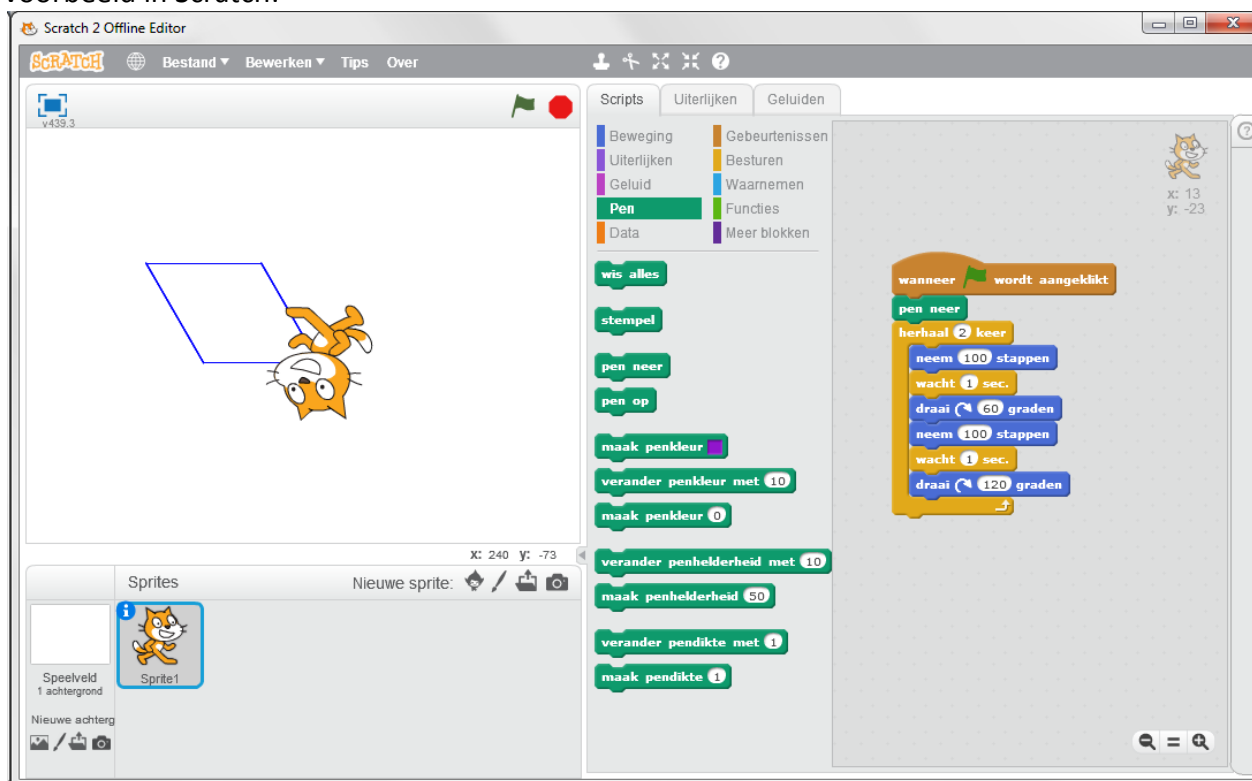 voorbeeld in Scratch:
Scratch 2 Offline Editor
SCRATCH Bestand Bewerken Tips Over
v439.3
X: 240 y: -73
Sprites Nieuwe sprite:
Speelveld
1 achtergrond
Sprite1
Nieuwe achterg
Scripts Uiterlijken Geluiden
Beweging Gebeurtenissen
Uiterlijken Besturen
Geluid Waarnemen
Pen Functies
Data Meer blokken
wis alles
stempel
pen neer
pen op
maak penkleur
verander penkleur met 10
maak penkleur 0
verander penhelderheid met 10
maak penhelderheid 50
verander pendikte met 1
maak pendikte 1
x: 13
y: -23
wanneer wordt aangeklikt
pen neer
herhaal 2 keer
neem 100 stappen
wacht 1 sec.
draai 60 graden
neem 100 stappen
wacht 1 sec.
draai 120 graden